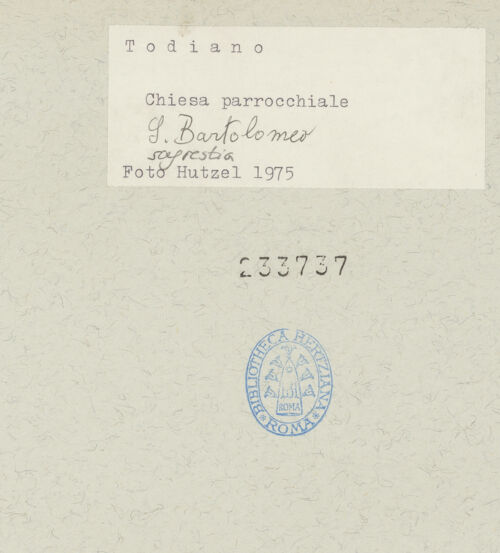 Todiano
Chiesa parrocchiale
S. Bartolomeo
sagrestia
Foto Hutzel 1975
233737
BIBLIOTHECA HERTZIANA
ROMA
ROMA